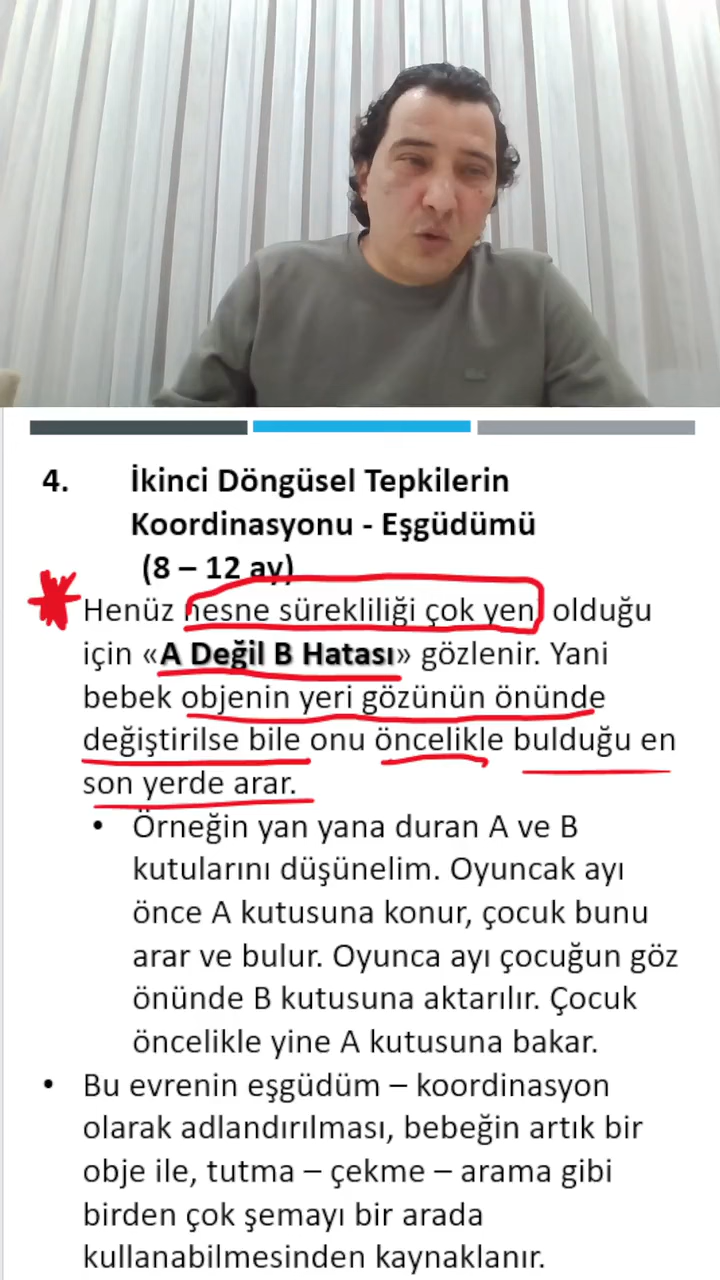 4. İkinci Döngüsel Tepkilerin
Koordinasyonu - Eşgüdümü
(8 – 12 ay)
Henüz nesne sürekliliği çok yeni olduğu
için «A Değil B Hatası» gözlenir. Yani
bebek objenin yeri gözünün önünde
değiştirilse bile onu öncelikle bulduğu en
son yerde arar.
• Örneğin yan yana duran A ve B
kutularını düşünelim. Oyuncak ayı
önce A kutusuna konur, çocuk bunu
arar ve bulur. Oyunca ayı çocuğun göz
önünde B kutusuna aktarılır. Çocuk
öncelikle yine A kutusuna bakar.
• Bu evrenin eşgüdüm – koordinasyon
olarak adlandırılması, bebeğin artık bir
obje ile, tutma – çekme – arama gibi
birden çok şemayı bir arada
kullanabilmesinden kaynaklanır.